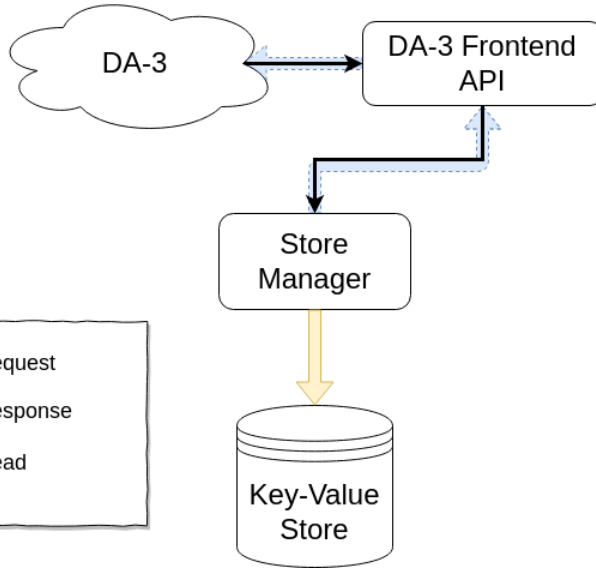 DA-3
DA-3 Frontend
API
Store
Manager
equest
esponse
ead
Key-Value
Store